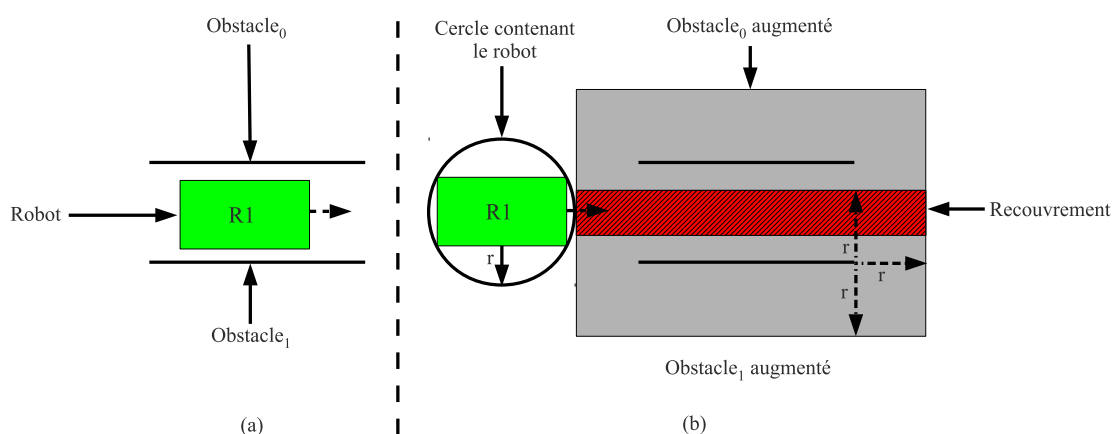 Obstacle₀
Robot
R1
Obstacle₁
(a)
Cercle contenant
le robot
Obstacle₀ augmenté
R1
r
Recouvrement
r
r
r
Obstacle₁ augmenté
(b)